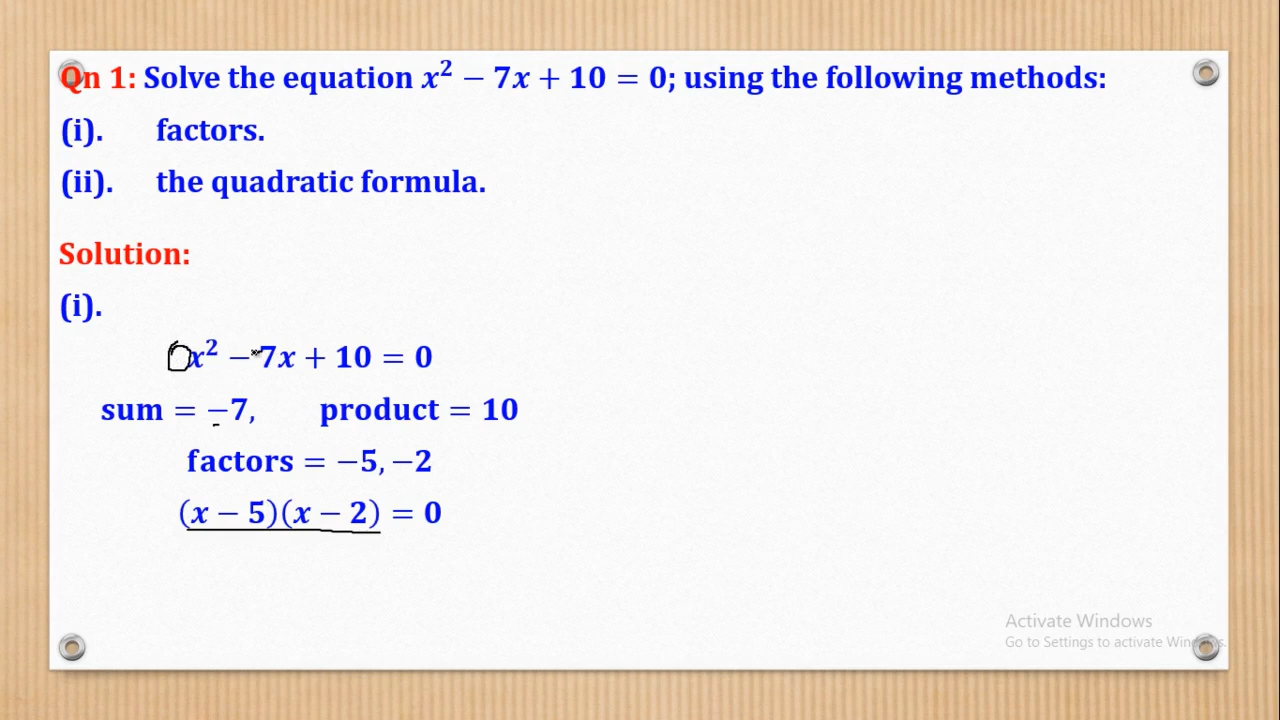 Qn 1: Solve the equation x² − 7x + 10 = 0; using the following methods:
(i). factors.
(ii). the quadratic formula.
Solution:
(i).
x² − 7x + 10 = 0
sum = −7, product = 10
factors = −5, −2
(x − 5)(x − 2) = 0
Activate Windows
Go to Settings to activate Windows.